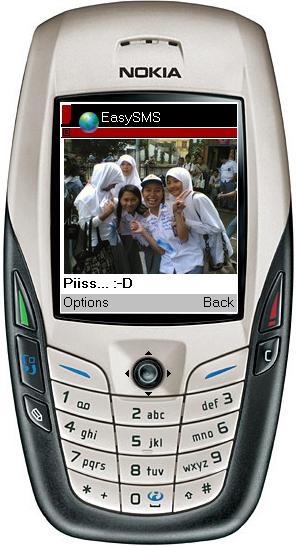 NOKIA
EasySMS
Piiss... :-D
Options Back
1 2 abc def 3
4 ghi 5 jkl mno 6
7 pqrs 8 tuv wxyz 9
* + 0 #